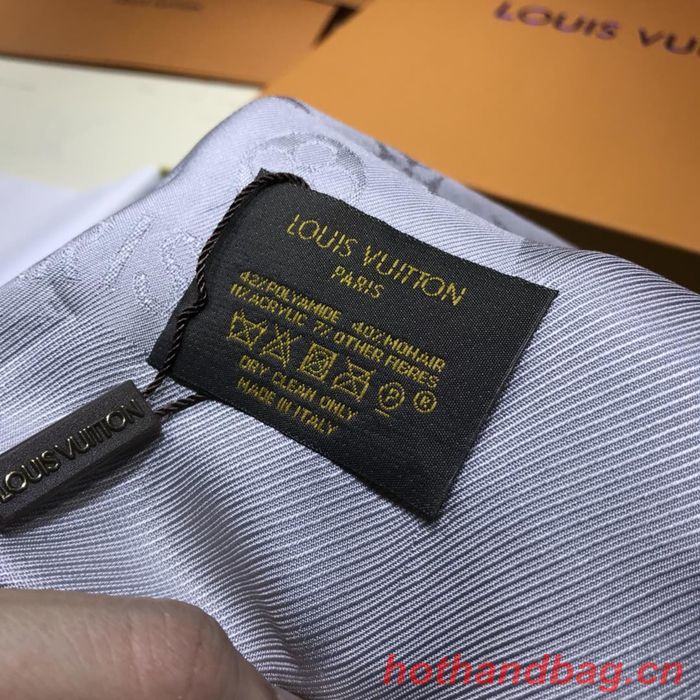 LOUIS VUI
LOUIS VUITTON
PARIS
42%POLYAMIDE 40%MOHAIR
11%ACRYLIC 7% OTHER FIBRES
P R
DRY CLEAN ONLY
MADE IN ITALY
LOUIS VUITTON
hothandbag.cn